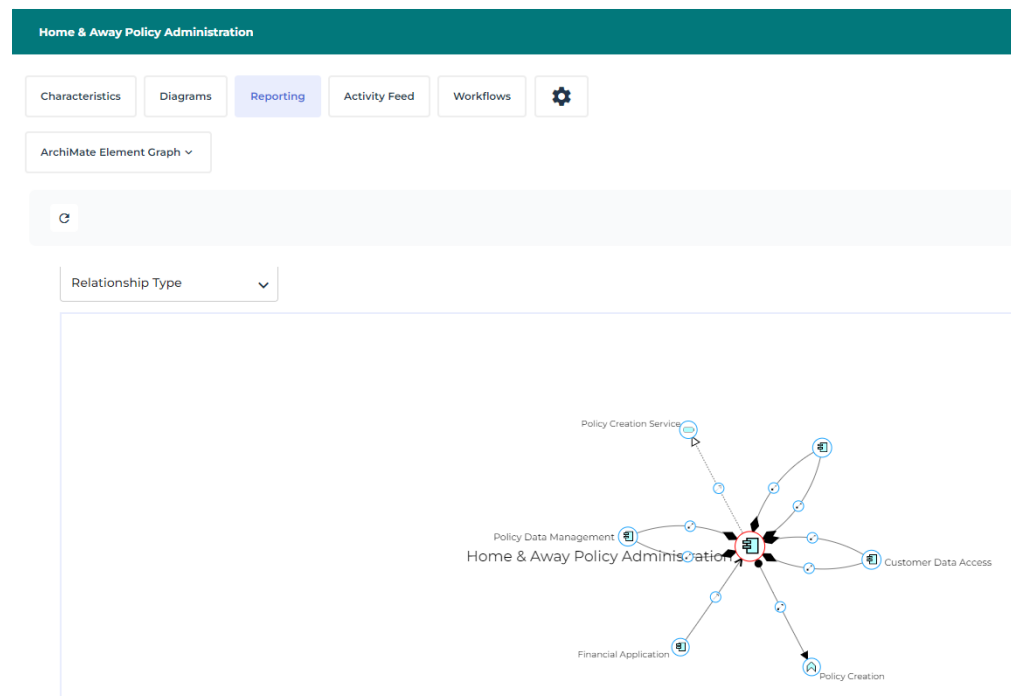 Home & Away Policy Administration
Characteristics
Diagrams
Reporting
Activity Feed
Workflows
ArchiMate Element Graph
Relationship Type
Policy Creation Service
Policy Data Management
Home & Away Policy Administration
Customer Data Access
Financial Application
Policy Creation